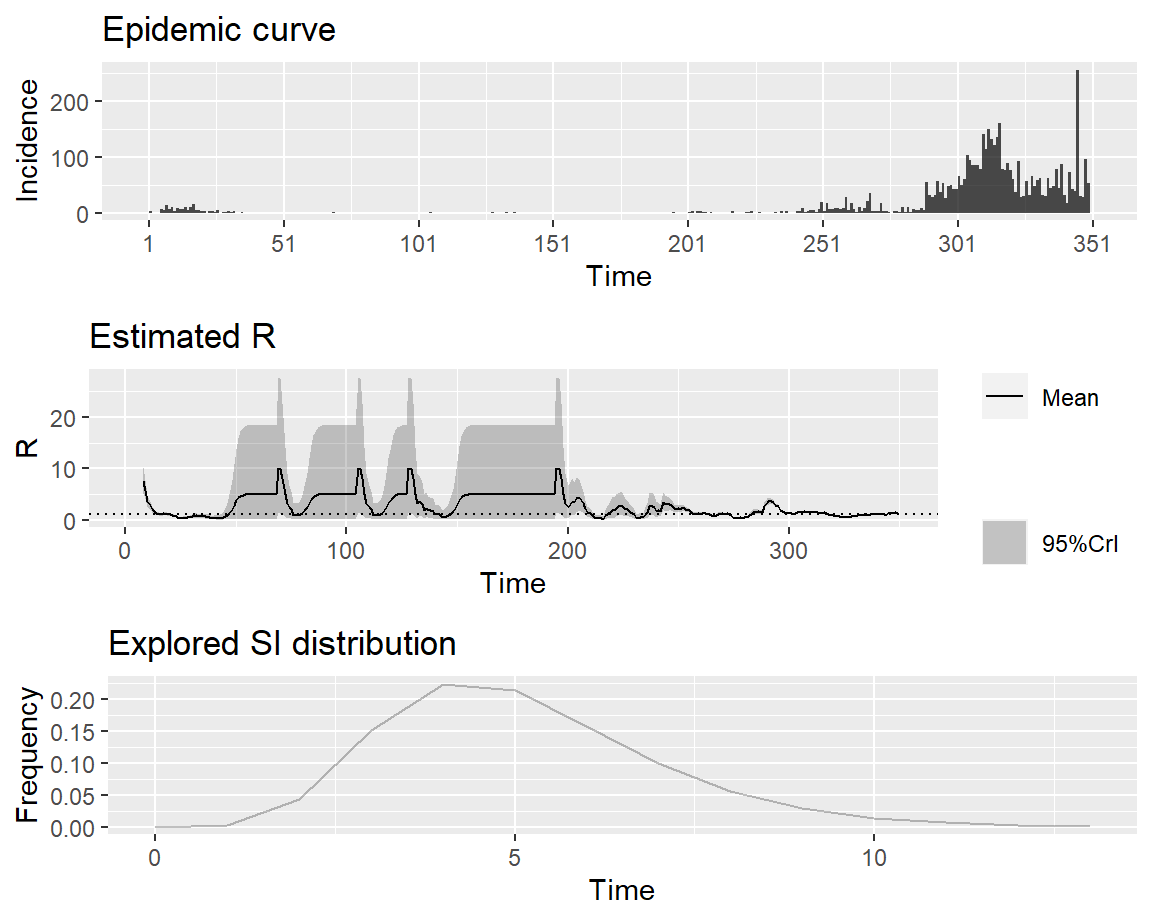 Epidemic curve
Incidence
200
100
0
1 51 101 151 201 251 301 351
Time
Estimated R
R
20
10
0
0 100 200 300
Time
Mean
95%CrI
Explored SI distribution
Frequency
0.20
0.15
0.10
0.05
0.00
0 5 10
Time